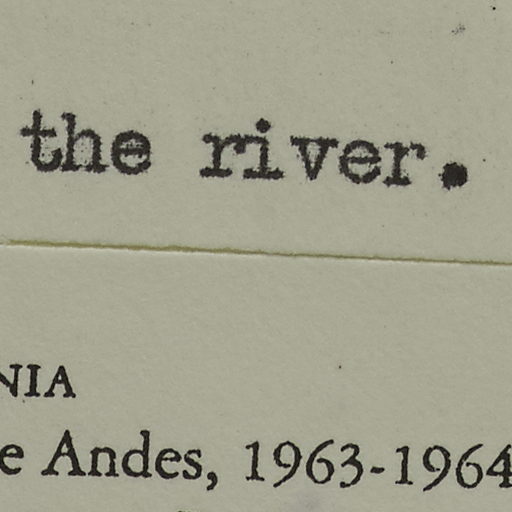 the river.
NIA
e Andes, 1963-1964